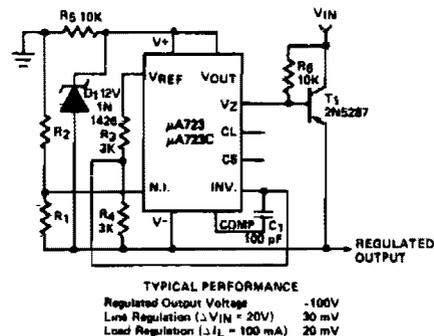 R5 10K
V+
VIN
VREF
VOUT
R6
10K
D1 12V
1N
1426
R3
3K
VZ
T1
2N5287
µA723
µA723C
CL
R2
CS
N.I.
INV.
R1
R4
3K
V-
COMP
C1
100 pF
REGULATED
OUTPUT
TYPICAL PERFORMANCE
Regulated Output Voltage -100V
Line Regulation (ΔVIN = 20V) 30 mV
Load Regulation (ΔIL = 100 mA) 20 mV